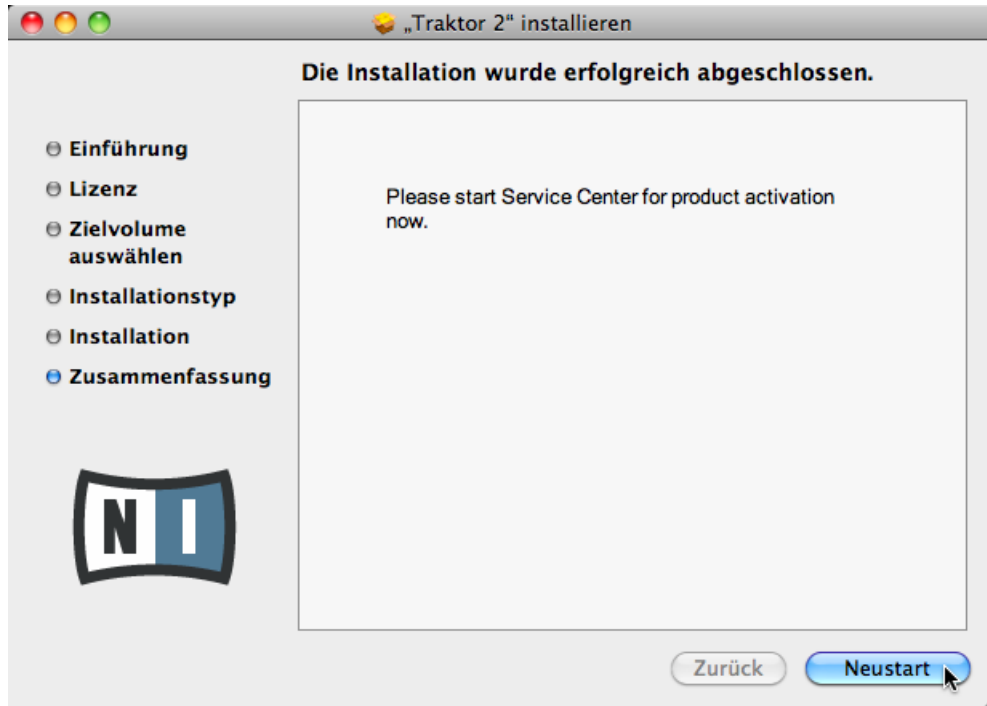 „Traktor 2“ installieren
Die Installation wurde erfolgreich abgeschlossen.
Einführung
Lizenz
Zielvolume
auswählen
Installationstyp
Installation
Zusammenfassung
Please start Service Center for product activation
now.
NI
Zurück
Neustart